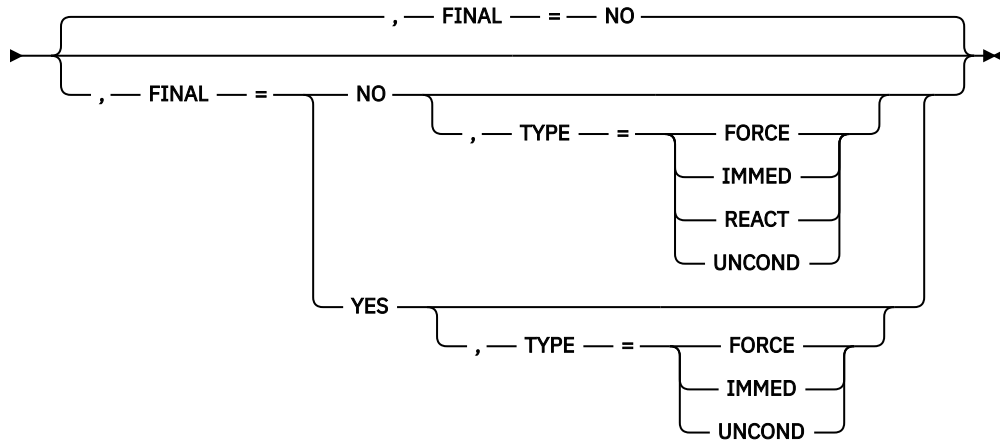 , FINAL = NO
, FINAL = NO
, TYPE = FORCE
IMMED
REACT
UNCOND
YES
, TYPE = FORCE
IMMED
UNCOND